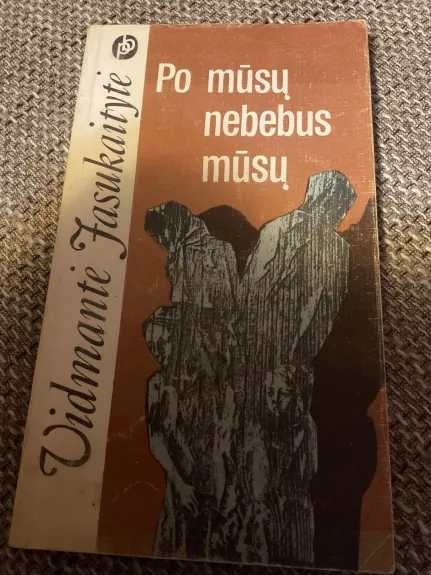 Vidmantė Jasukaitytė
Po mūsų
nebebus
mūsų